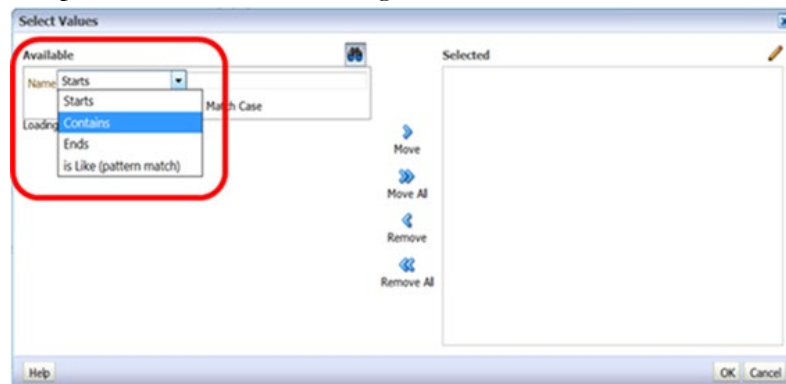 Select Values
Available
Selected
Name Starts
Starts
Match Case
Loading
Contains
Ends
is Like (pattern match)
Move
Move All
Remove
Remove All
Help
OK Cancel